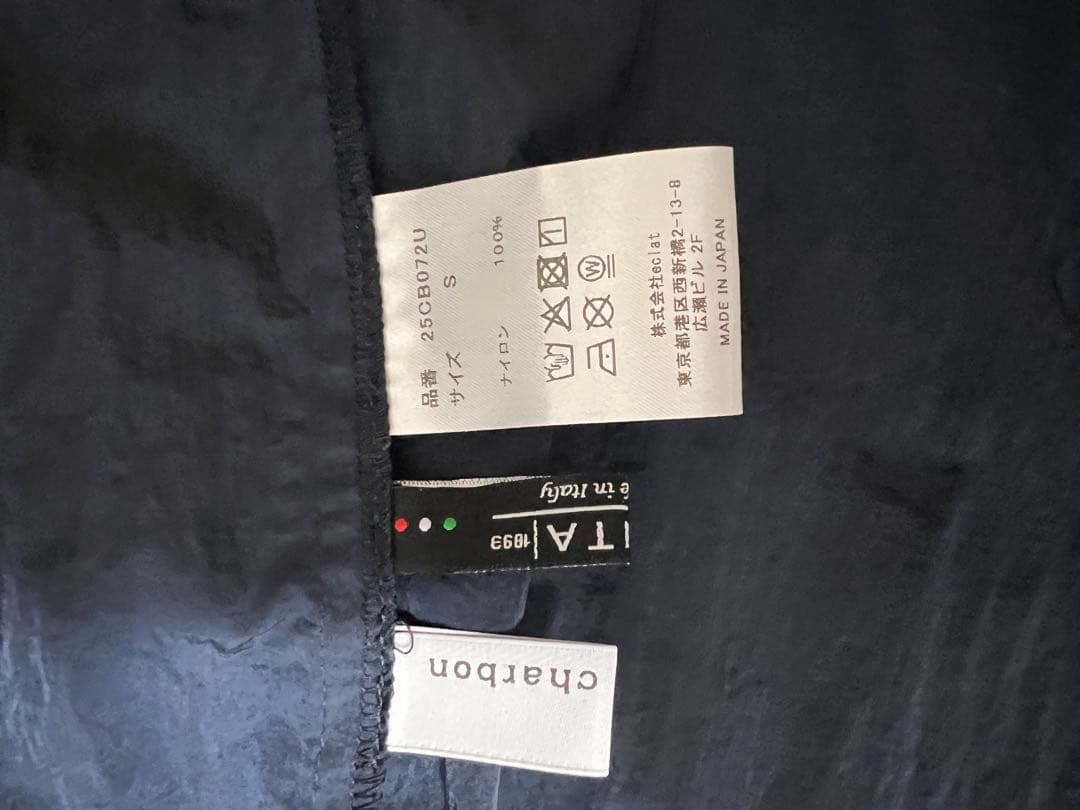 品番 25CB072U
サイズ S
ナイロン 100%
株式会社eclat
東京都港区西新橋2-13-8
広瀬ビル 2F
MADE IN JAPAN
in Italy
TA
1893
charbon